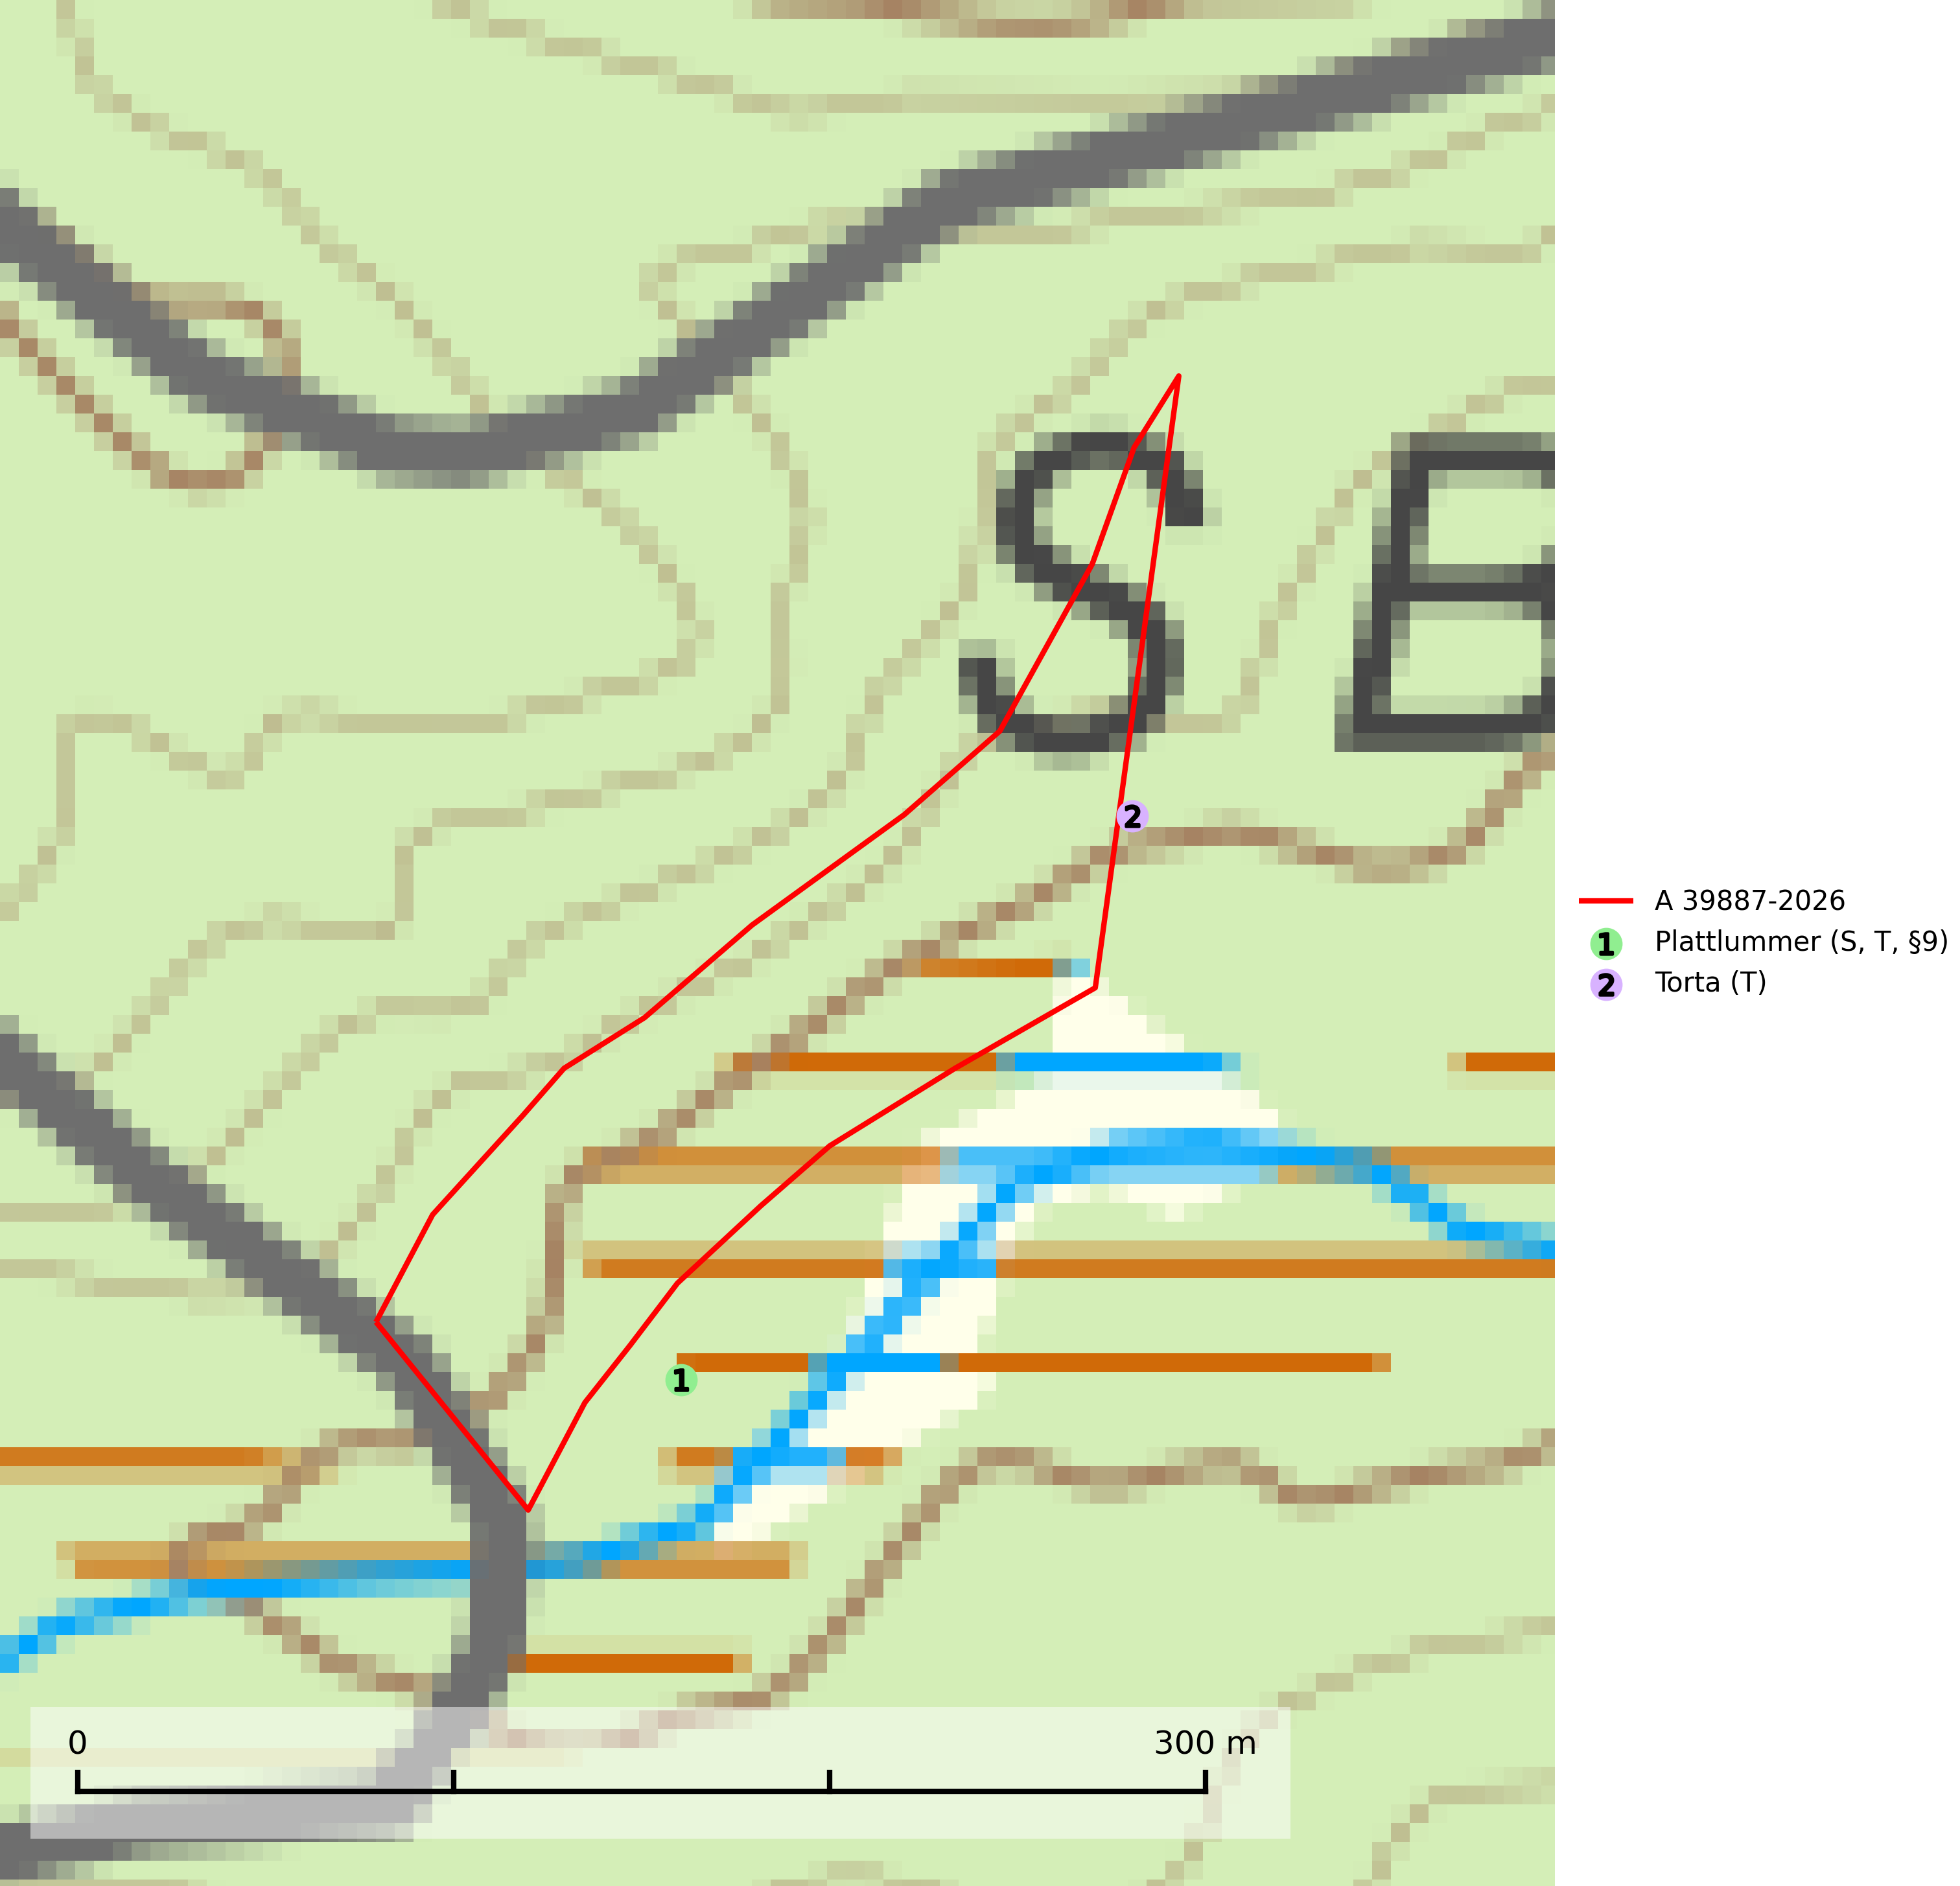 S E
2
A 39887-2026
1 Plattlummer (S, T, §9)
2 Torta (T)
1
0 300 m